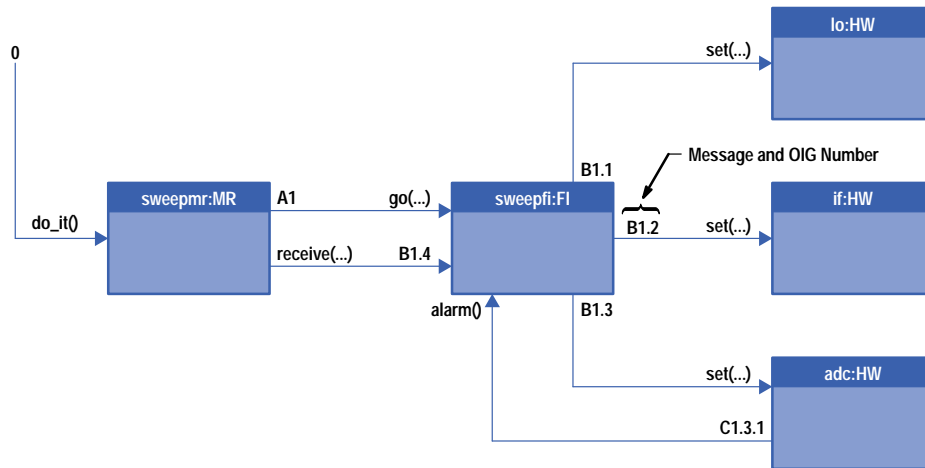 lo:HW
0
set(...)
Message and OIG Number
B1.1
sweepmr:MR
A1
go(...)
sweepfi:FI
if:HW
do_it()
B1.2
set(...)
receive(...)
B1.4
alarm()
B1.3
set(...)
adc:HW
C1.3.1